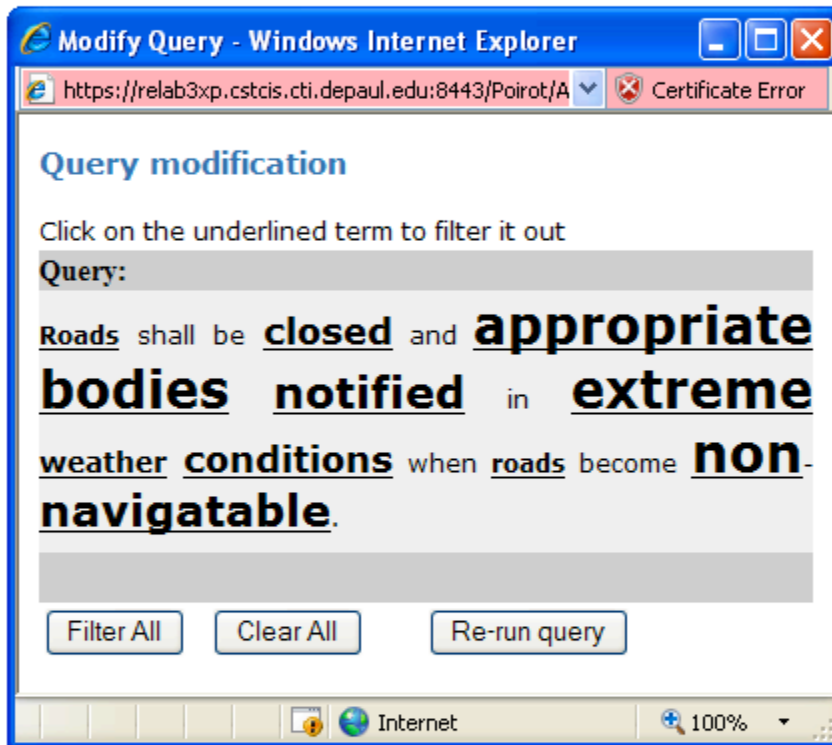 Modify Query - Windows Internet Explorer
https://relab3xp.cstcis.cti.depaul.edu:8443/Poirot/A Certificate Error
Query modification
Click on the underlined term to filter it out
Query:
Roads shall be closed and appropriate
bodies notified in extreme
weather conditions when roads become non-
navigatable.
Filter All Clear All Re-run query
Internet 100%